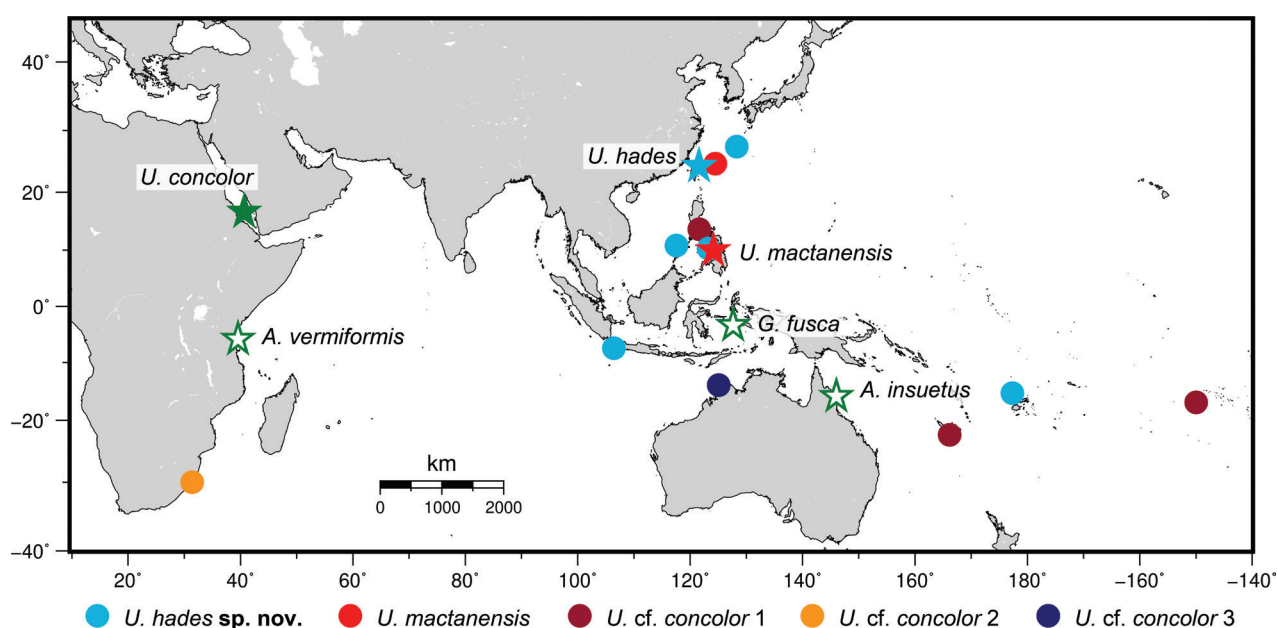 40˚
20˚
0˚
−20˚
−40˚
20˚ 40˚ 60˚ 80˚ 100˚ 120˚ 140˚ 160˚ 180˚ −160˚ −140˚
U. hades
U. concolor
U. mactanensis
A. vermiformis
G. fusca
A. insuetus
km
0 1000 2000
U. hades sp. nov. U. mactanensis U. cf. concolor 1 U. cf. concolor 2 U. cf. concolor 3